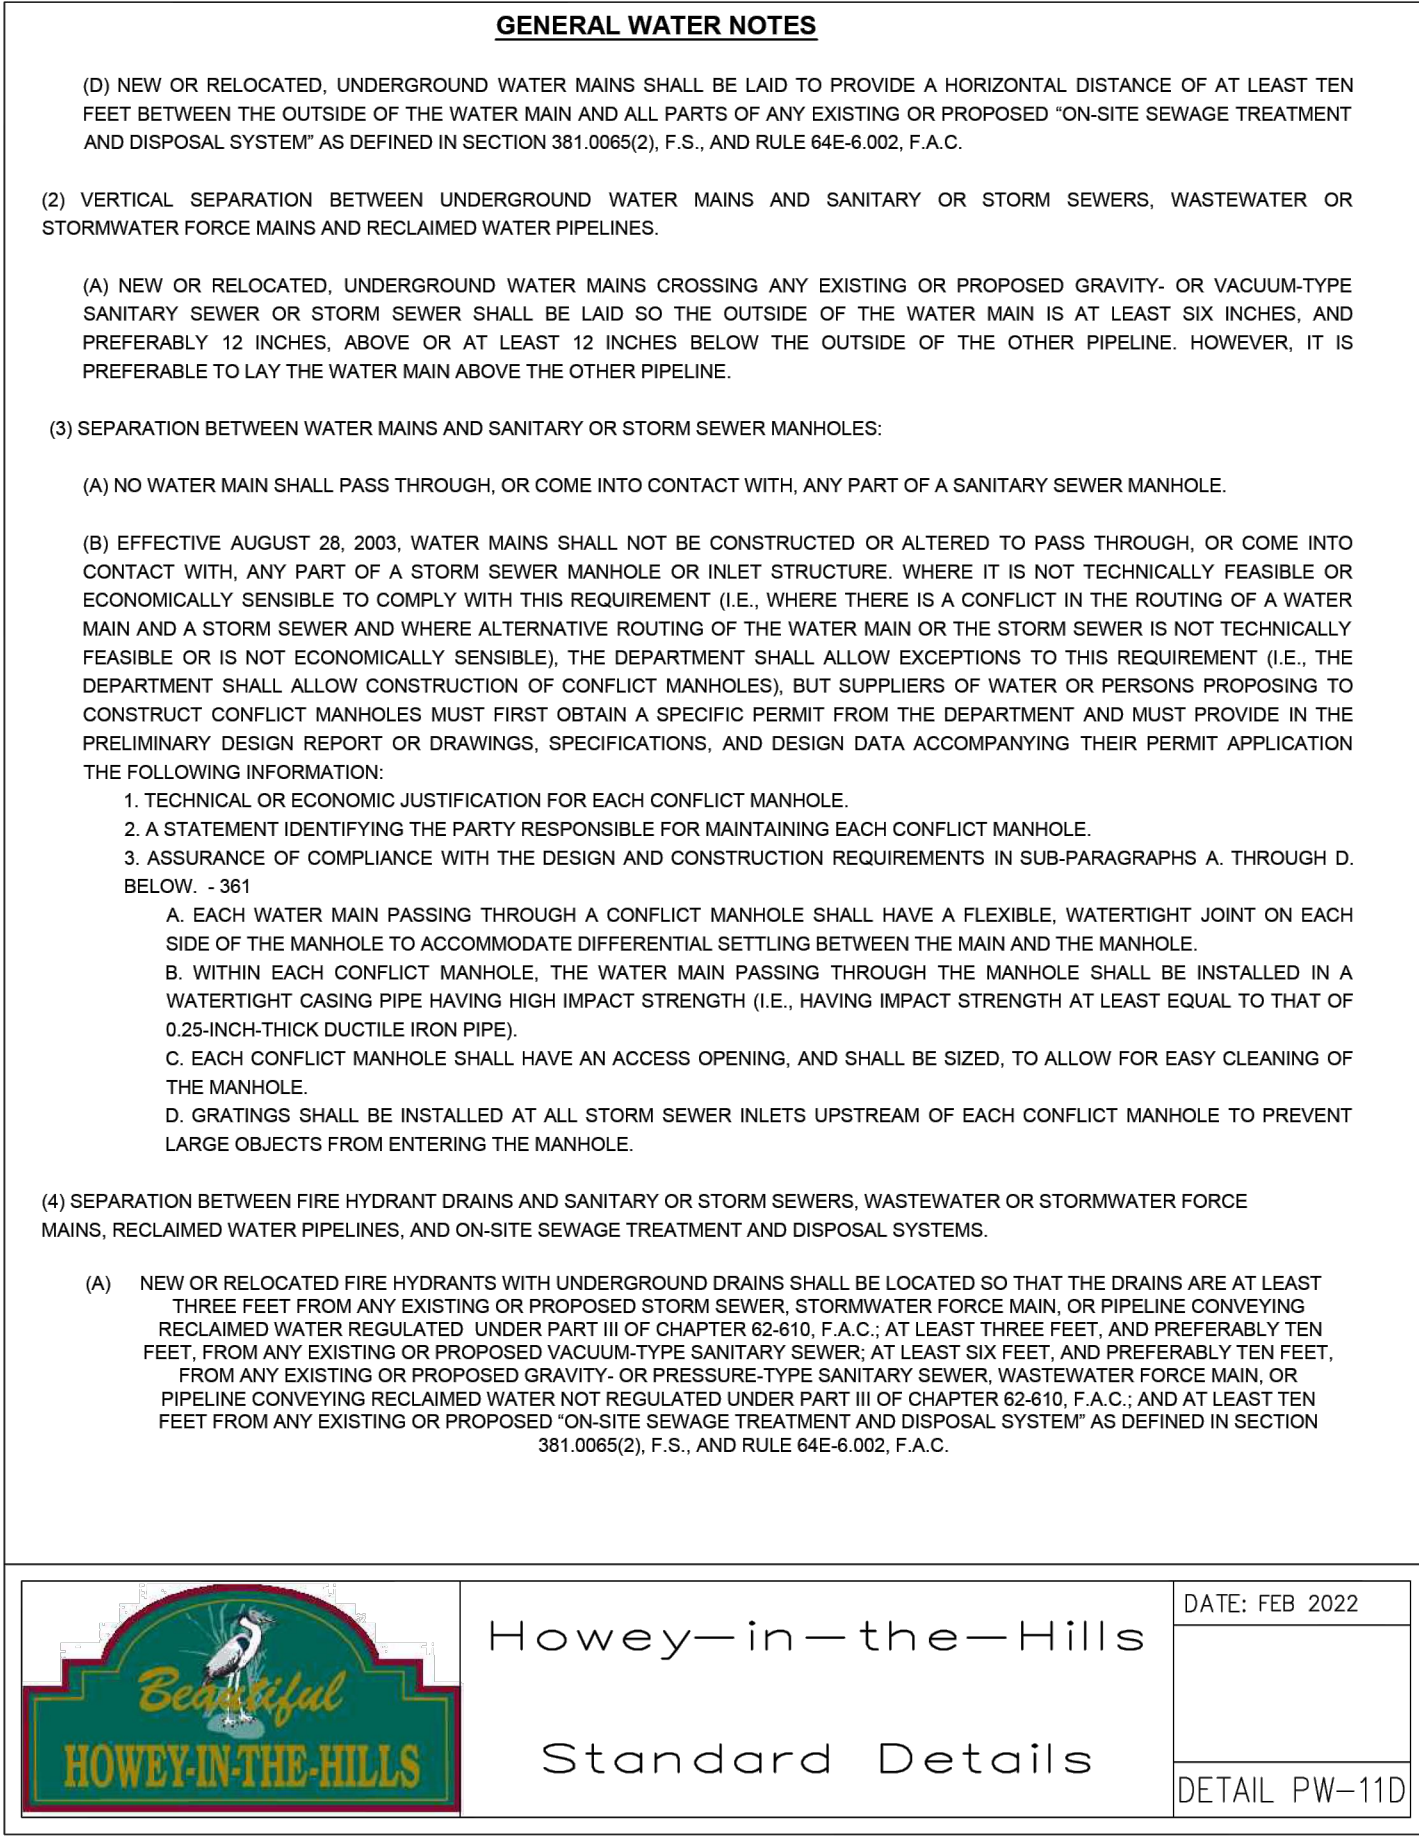 GENERAL WATER NOTES
(D) NEW OR RELOCATED, UNDERGROUND WATER MAINS SHALL BE LAID TO PROVIDE A HORIZONTAL DISTANCE OF AT LEAST TEN
FEET BETWEEN THE OUTSIDE OF THE WATER MAIN AND ALL PARTS OF ANY EXISTING OR PROPOSED “ON-SITE SEWAGE TREATMENT
AND DISPOSAL SYSTEM” AS DEFINED IN SECTION 381.0065(2), F.S., AND RULE 64E-6.002, F.A.C.
(2) VERTICAL SEPARATION BETWEEN UNDERGROUND WATER MAINS AND SANITARY OR STORM SEWERS, WASTEWATER OR
STORMWATER FORCE MAINS AND RECLAIMED WATER PIPELINES.
(A) NEW OR RELOCATED, UNDERGROUND WATER MAINS CROSSING ANY EXISTING OR PROPOSED GRAVITY- OR VACUUM-TYPE
SANITARY SEWER OR STORM SEWER SHALL BE LAID SO THE OUTSIDE OF THE WATER MAIN IS AT LEAST SIX INCHES, AND
PREFERABLY 12 INCHES, ABOVE OR AT LEAST 12 INCHES BELOW THE OUTSIDE OF THE OTHER PIPELINE. HOWEVER, IT IS
PREFERABLE TO LAY THE WATER MAIN ABOVE THE OTHER PIPELINE.
(3) SEPARATION BETWEEN WATER MAINS AND SANITARY OR STORM SEWER MANHOLES:
(A) NO WATER MAIN SHALL PASS THROUGH, OR COME INTO CONTACT WITH, ANY PART OF A SANITARY SEWER MANHOLE.
(B) EFFECTIVE AUGUST 28, 2003, WATER MAINS SHALL NOT BE CONSTRUCTED OR ALTERED TO PASS THROUGH, OR COME INTO
CONTACT WITH, ANY PART OF A STORM SEWER MANHOLE OR INLET STRUCTURE. WHERE IT IS NOT TECHNICALLY FEASIBLE OR
ECONOMICALLY SENSIBLE TO COMPLY WITH THIS REQUIREMENT (I.E., WHERE THERE IS A CONFLICT IN THE ROUTING OF A WATER
MAIN AND A STORM SEWER AND WHERE ALTERNATIVE ROUTING OF THE WATER MAIN OR THE STORM SEWER IS NOT TECHNICALLY
FEASIBLE OR IS NOT ECONOMICALLY SENSIBLE), THE DEPARTMENT SHALL ALLOW EXCEPTIONS TO THIS REQUIREMENT (I.E., THE
DEPARTMENT SHALL ALLOW CONSTRUCTION OF CONFLICT MANHOLES), BUT SUPPLIERS OF WATER OR PERSONS PROPOSING TO
CONSTRUCT CONFLICT MANHOLES MUST FIRST OBTAIN A SPECIFIC PERMIT FROM THE DEPARTMENT AND MUST PROVIDE IN THE
PRELIMINARY DESIGN REPORT OR DRAWINGS, SPECIFICATIONS, AND DESIGN DATA ACCOMPANYING THEIR PERMIT APPLICATION
THE FOLLOWING INFORMATION:
1. TECHNICAL OR ECONOMIC JUSTIFICATION FOR EACH CONFLICT MANHOLE.
2. A STATEMENT IDENTIFYING THE PARTY RESPONSIBLE FOR MAINTAINING EACH CONFLICT MANHOLE.
3. ASSURANCE OF COMPLIANCE WITH THE DESIGN AND CONSTRUCTION REQUIREMENTS IN SUB-PARAGRAPHS A. THROUGH D.
BELOW. - 361
A. EACH WATER MAIN PASSING THROUGH A CONFLICT MANHOLE SHALL HAVE A FLEXIBLE, WATERTIGHT JOINT ON EACH
SIDE OF THE MANHOLE TO ACCOMMODATE DIFFERENTIAL SETTLING BETWEEN THE MAIN AND THE MANHOLE.
B. WITHIN EACH CONFLICT MANHOLE, THE WATER MAIN PASSING THROUGH THE MANHOLE SHALL BE INSTALLED IN A
WATERTIGHT CASING PIPE HAVING HIGH IMPACT STRENGTH (I.E., HAVING IMPACT STRENGTH AT LEAST EQUAL TO THAT OF
0.25-INCH-THICK DUCTILE IRON PIPE).
C. EACH CONFLICT MANHOLE SHALL HAVE AN ACCESS OPENING, AND SHALL BE SIZED, TO ALLOW FOR EASY CLEANING OF
THE MANHOLE.
D. GRATINGS SHALL BE INSTALLED AT ALL STORM SEWER INLETS UPSTREAM OF EACH CONFLICT MANHOLE TO PREVENT
LARGE OBJECTS FROM ENTERING THE MANHOLE.
(4) SEPARATION BETWEEN FIRE HYDRANT DRAINS AND SANITARY OR STORM SEWERS, WASTEWATER OR STORMWATER FORCE
MAINS, RECLAIMED WATER PIPELINES, AND ON-SITE SEWAGE TREATMENT AND DISPOSAL SYSTEMS.
(A) NEW OR RELOCATED FIRE HYDRANTS WITH UNDERGROUND DRAINS SHALL BE LOCATED SO THAT THE DRAINS ARE AT LEAST
THREE FEET FROM ANY EXISTING OR PROPOSED STORM SEWER, STORMWATER FORCE MAIN, OR PIPELINE CONVEYING
RECLAIMED WATER REGULATED UNDER PART III OF CHAPTER 62-610, F.A.C.; AT LEAST THREE FEET, AND PREFERABLY TEN
FEET, FROM ANY EXISTING OR PROPOSED VACUUM-TYPE SANITARY SEWER; AT LEAST SIX FEET, AND PREFERABLY TEN FEET,
FROM ANY EXISTING OR PROPOSED GRAVITY- OR PRESSURE-TYPE SANITARY SEWER, WASTEWATER FORCE MAIN, OR
PIPELINE CONVEYING RECLAIMED WATER NOT REGULATED UNDER PART III OF CHAPTER 62-610, F.A.C.; AND AT LEAST TEN
FEET FROM ANY EXISTING OR PROPOSED “ON-SITE SEWAGE TREATMENT AND DISPOSAL SYSTEM” AS DEFINED IN SECTION
381.0065(2), F.S., AND RULE 64E-6.002, F.A.C.
Beautiful
HOWEY-IN-THE-HILLS
Howey-in-the-Hills
Standard Details
DATE: FEB 2022
DETAIL PW-11D